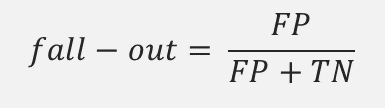 fall − out = FP / FP + TN